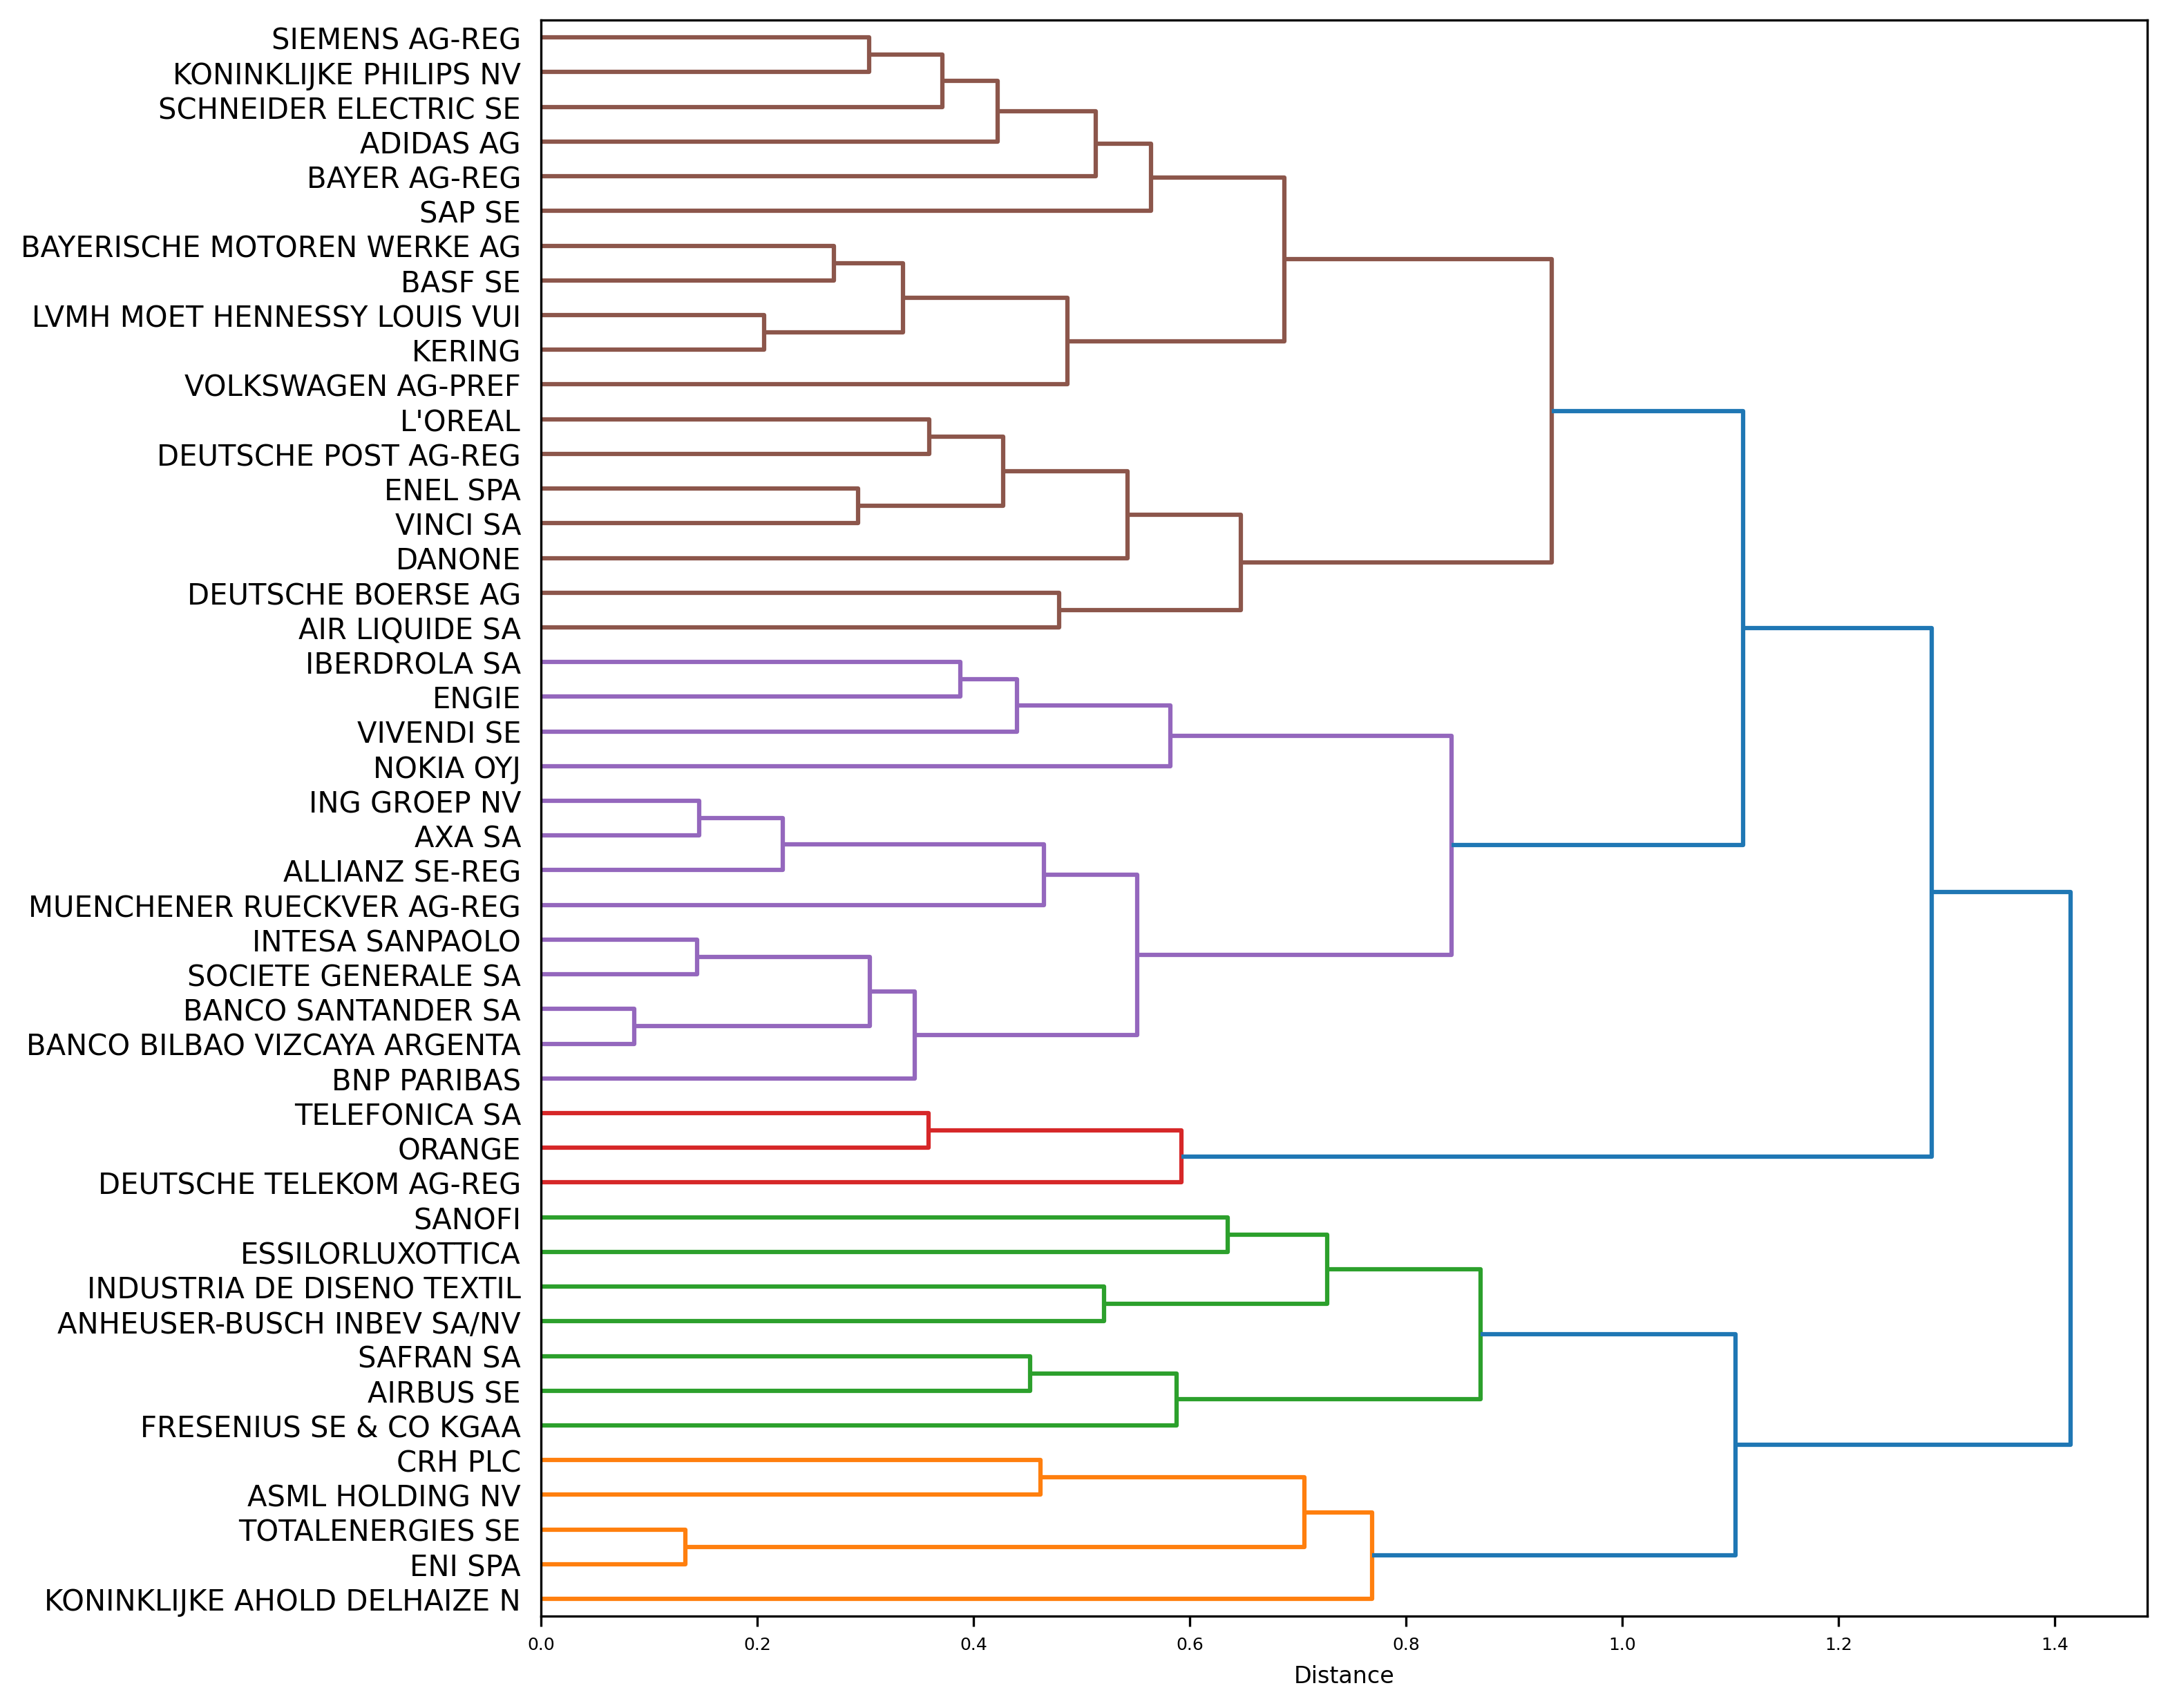 SIEMENS AG-REG
KONINKLIJKE PHILIPS NV
SCHNEIDER ELECTRIC SE
ADIDAS AG
BAYER AG-REG
SAP SE
BAYERISCHE MOTOREN WERKE AG
BASF SE
LVMH MOET HENNESSY LOUIS VUI
KERING
VOLKSWAGEN AG-PREF
L'OREAL
DEUTSCHE POST AG-REG
ENEL SPA
VINCI SA
DANONE
DEUTSCHE BOERSE AG
AIR LIQUIDE SA
IBERDROLA SA
ENGIE
VIVENDI SE
NOKIA OYJ
ING GROEP NV
AXA SA
ALLIANZ SE-REG
MUENCHENER RUECKVER AG-REG
INTESA SANPAOLO
SOCIETE GENERALE SA
BANCO SANTANDER SA
BANCO BILBAO VIZCAYA ARGENTA
BNP PARIBAS
TELEFONICA SA
ORANGE
DEUTSCHE TELEKOM AG-REG
SANOFI
ESSILORLUXOTTICA
INDUSTRIA DE DISENO TEXTIL
ANHEUSER-BUSCH INBEV SA/NV
SAFRAN SA
AIRBUS SE
FRESENIUS SE & CO KGAA
CRH PLC
ASML HOLDING NV
TOTALENERGIES SE
ENI SPA
KONINKLIJKE AHOLD DELHAIZE N
0.0 0.2 0.4 0.6 0.8 1.0 1.2 1.4
Distance